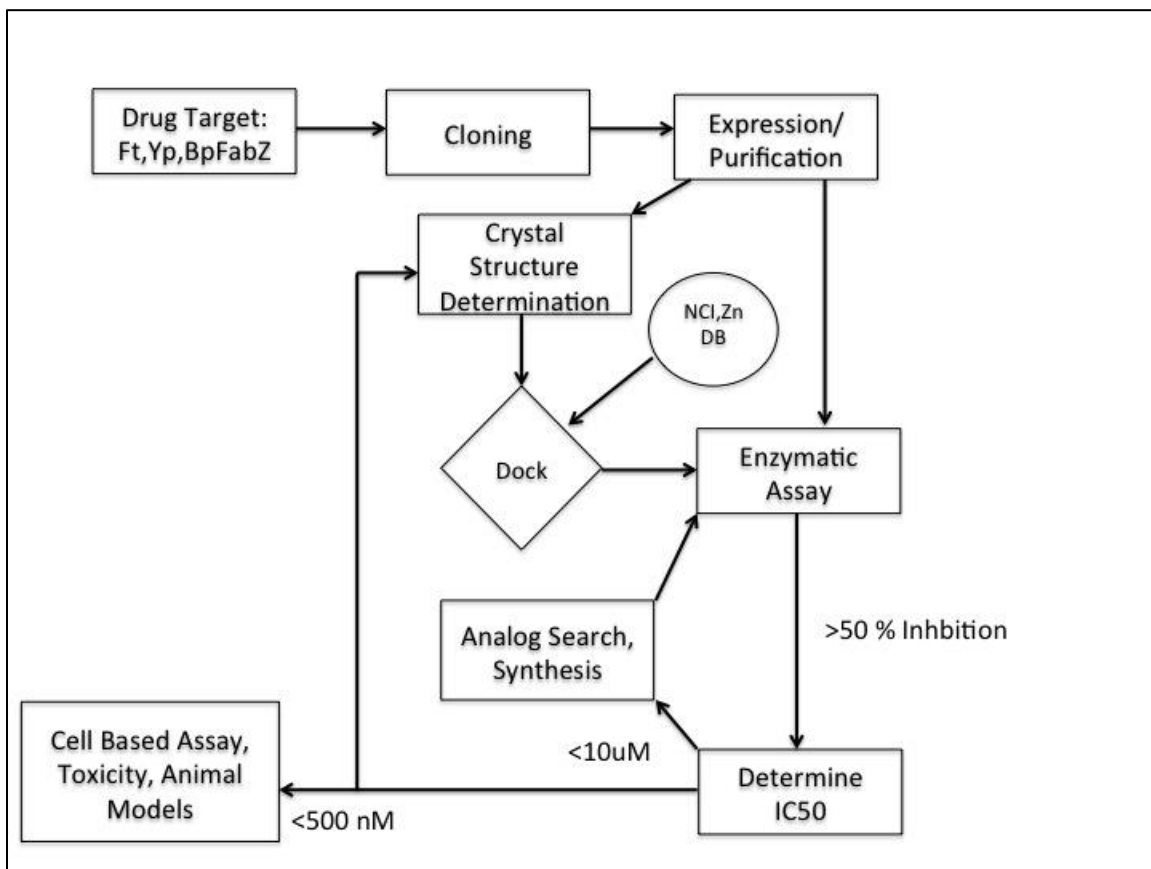 Drug Target:
Ft,Yp,BpFabZ
Cloning
Expression/
Purification
Crystal
Structure
Determination
NCI,Zn
DB
Dock
Enzymatic
Assay
Analog Search,
Synthesis
>50 % Inhbition
Cell Based Assay,
Toxicity, Animal
Models
<10uM
Determine
IC50
<500 nM